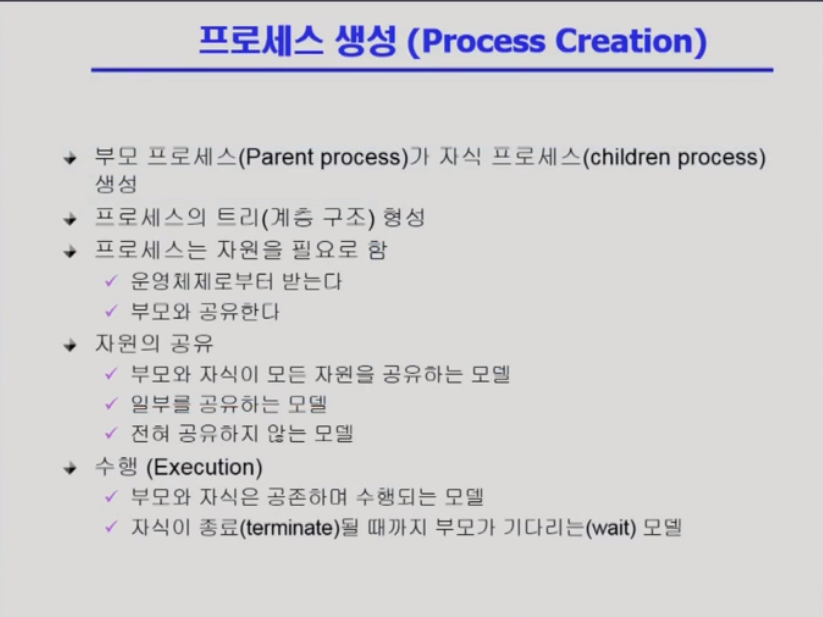 프로세스 생성 (Process Creation)
부모 프로세스(Parent process)가 자식 프로세스(children process)
생성
프로세스의 트리(계층 구조) 형성
프로세스는 자원을 필요로 함
운영체제로부터 받는다
부모와 공유한다
자원의 공유
부모와 자식이 모든 자원을 공유하는 모델
일부를 공유하는 모델
전혀 공유하지 않는 모델
수행 (Execution)
부모와 자식은 공존하며 수행되는 모델
자식이 종료(terminate)될 때까지 부모가 기다리는(wait) 모델